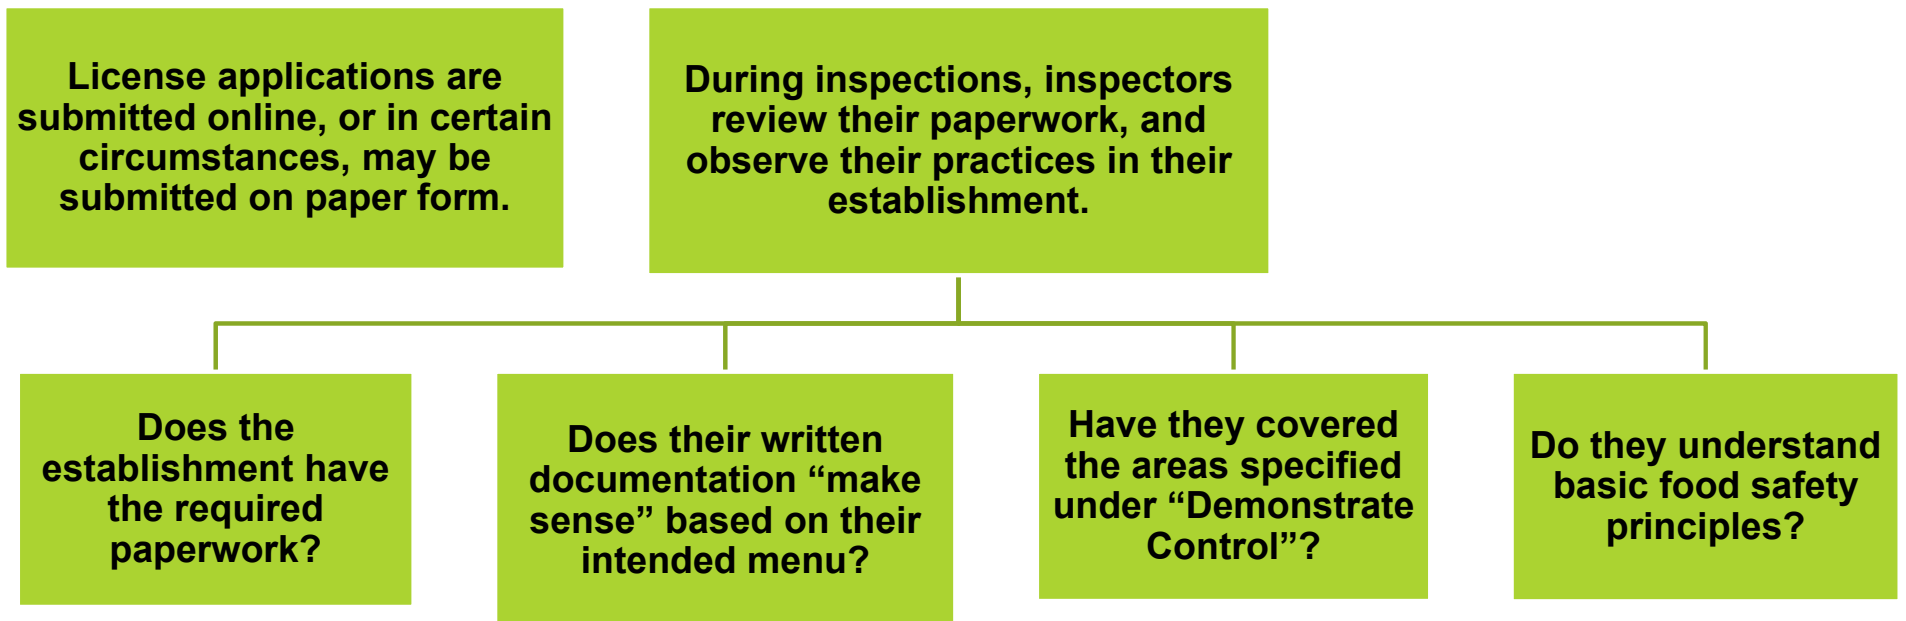 License applications are
submitted online, or in certain
circumstances, may be
submitted on paper form.
During inspections, inspectors
review their paperwork, and
observe their practices in their
establishment.
Does the
establishment have
the required
paperwork?
Does their written
documentation “make
sense” based on their
intended menu?
Have they covered
the areas specified
under “Demonstrate
Control”?
Do they understand
basic food safety
principles?